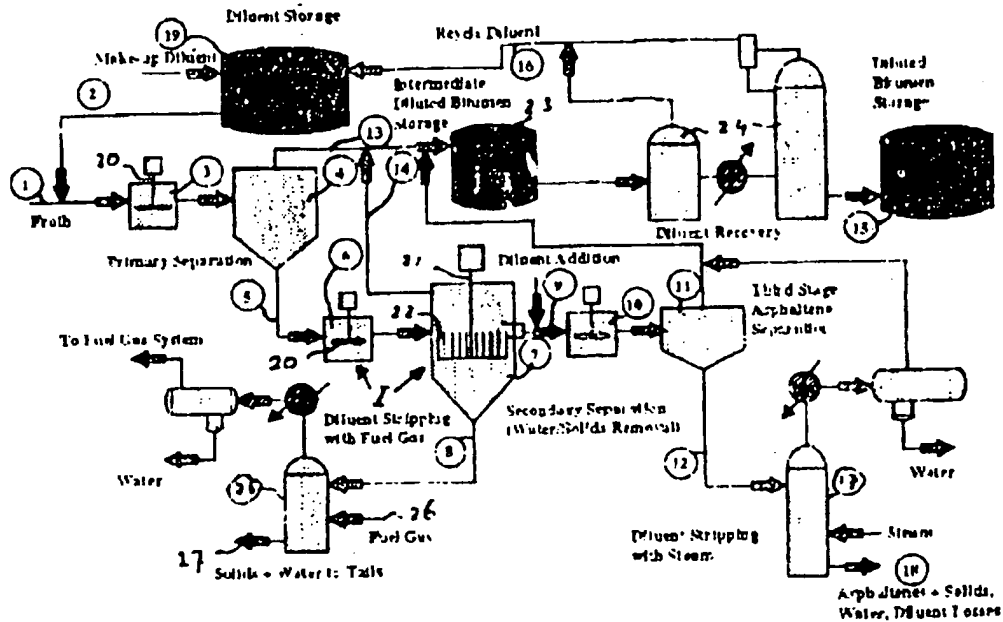 Diluent Storage
19
Make-up Diluent
2
Recycle Diluent
16
Intermediate
Diluted Bitumen
Storage
23
13
Diluted
Bitumen
Storage
24
20
1
3
4
14
Froth
15
Diluent Recovery
Primary Separation
6
21
Diluent Addition
5
9
10
11
Third Stage
Asphaltene
Separation
22
To Fuel Gas System
20
7
I
Diluent Stripping
with Fuel Gas
Secondary Separation
(Water/Solids Removal)
8
12
Water
Water
26
Fuel Gas
17
Diluent Stripping
with Steam
Steam
Solids + Water to Tails
18
Asphaltenes + Solids,
Water, Diluent Losses